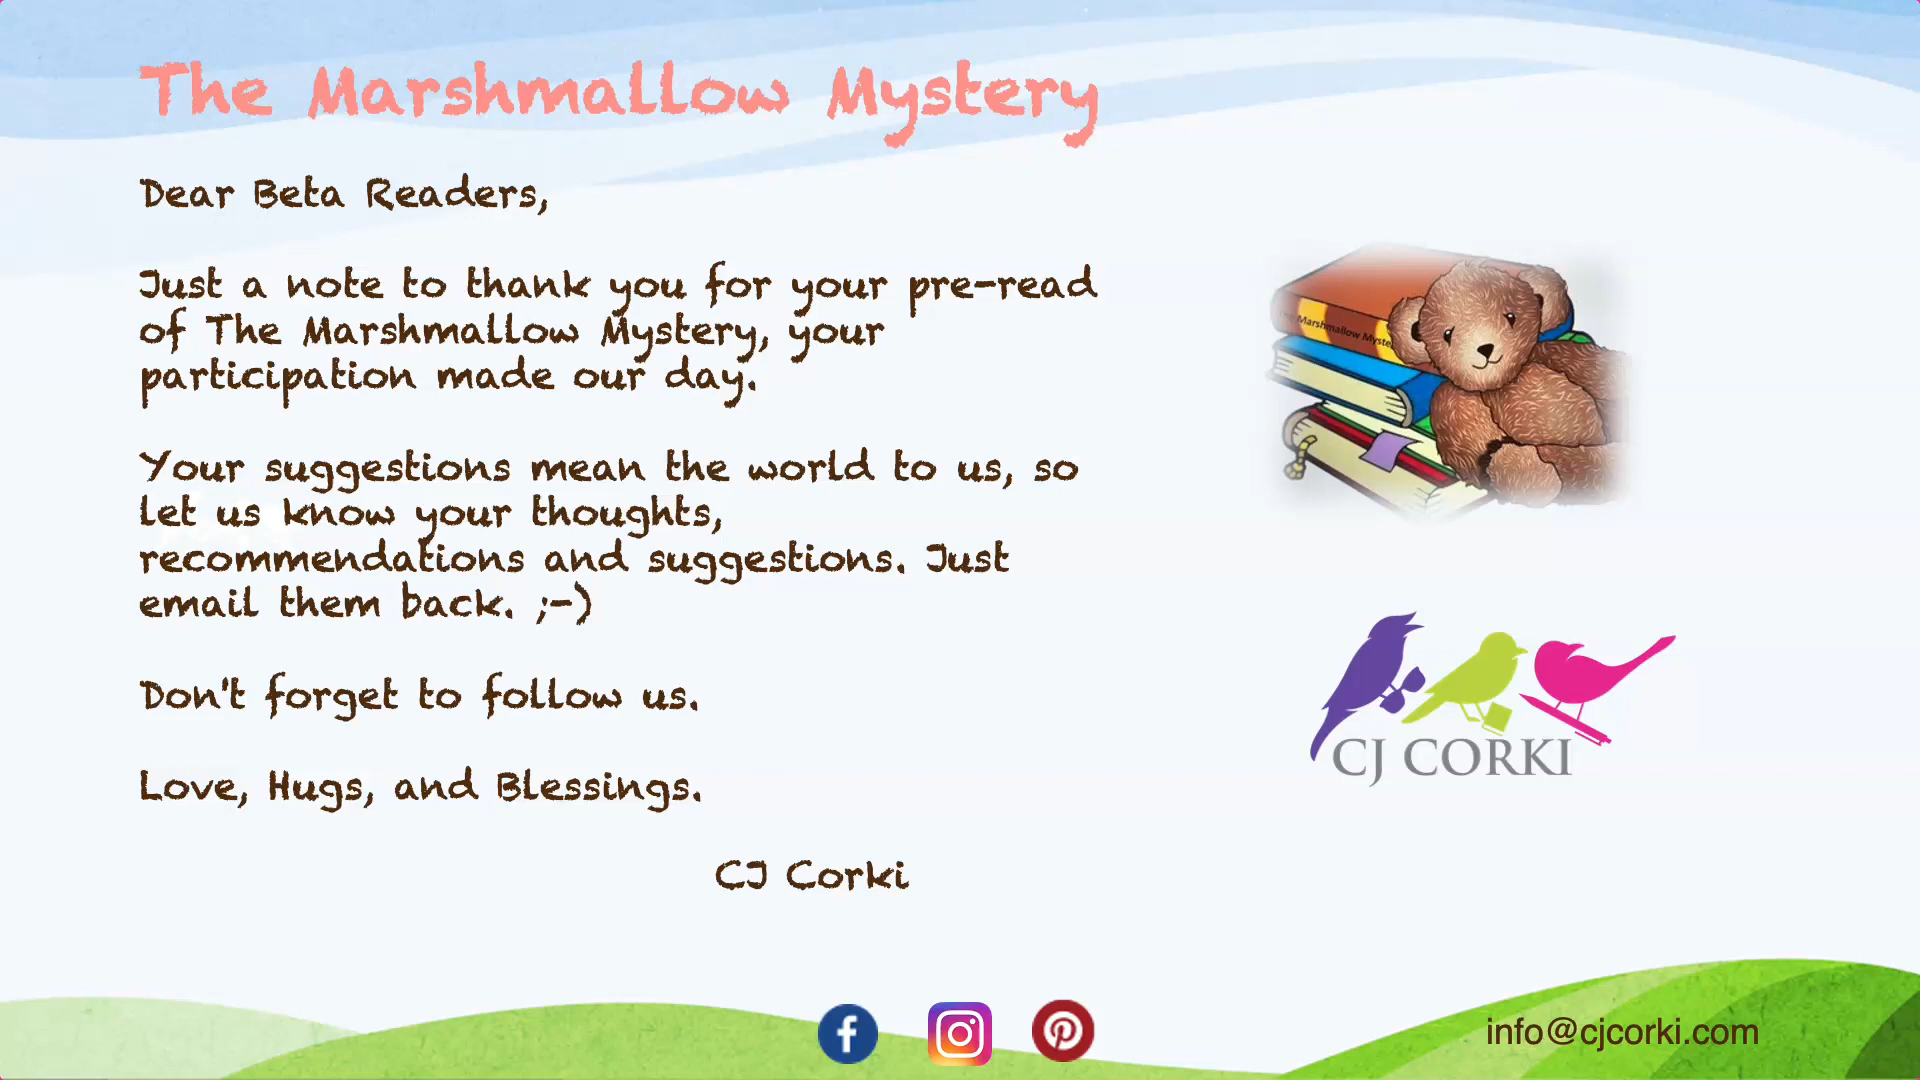 The Marshmallow Mystery
Dear Beta Readers,
Just a note to thank you for your pre-read
of The Marshmallow Mystery, your
participation made our day.
Your suggestions mean the world to us, so
let us know your thoughts,
recommendations and suggestions. Just
email them back. ;-)
Don't forget to follow us.
Love, Hugs, and Blessings.
CJ Corki
Marshmallow Myste
CJ CORKI
info@cjcorki.com